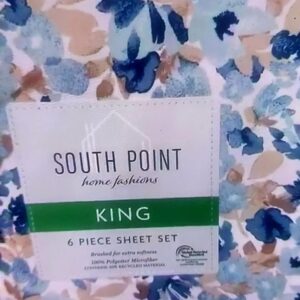 SOUTH POINT
home fashions
KING
6 PIECE SHEET SET
Brushed for extra softness
100% Polyester Microfiber